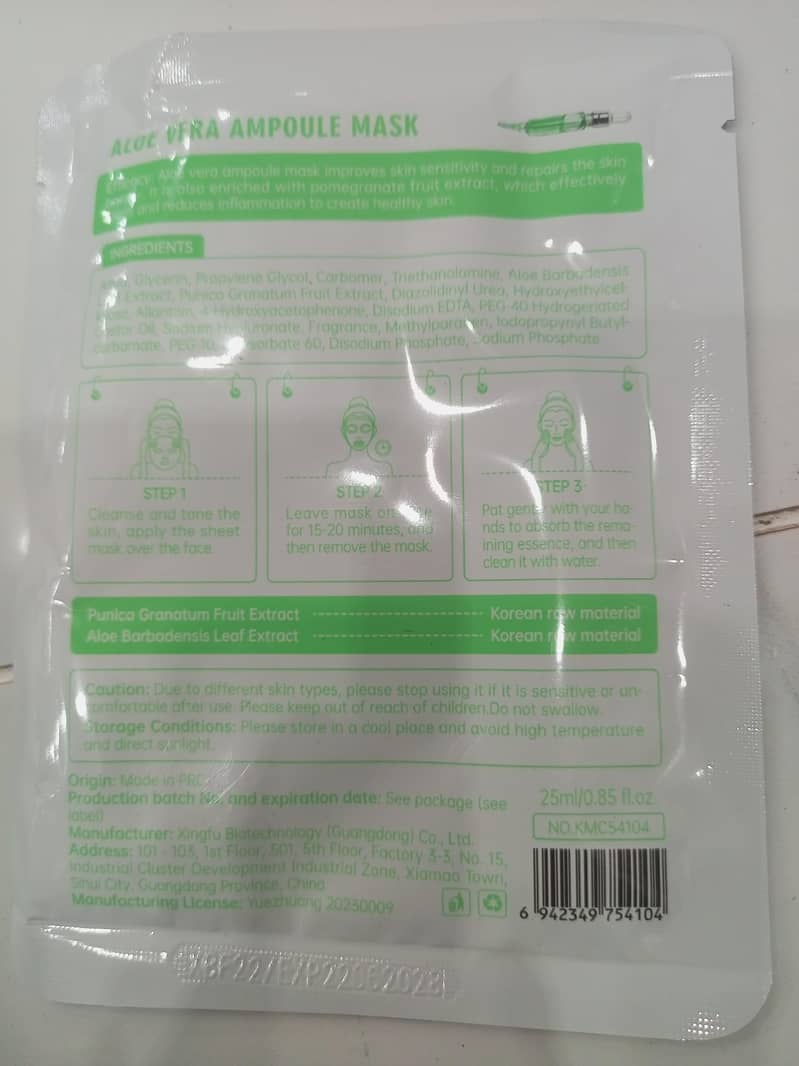 ALOE VERA AMPOULE MASK
Efficacy: Aloe vera ampoule mask improves skin sensitivity and repairs the skin
It is also enriched with pomegranate fruit extract, which effectively
and reduces inflammation to create healthy skin.
INGREDIENTS
Glycerin, Propylene Glycol, Carbomer, Triethanolamine, Aloe Barbadensis
Extract, Punica Granatum Fruit Extract, Diazolidinyl Urea, Hydroxyethylcel-
Allantoin, 4-Hydroxyacetophenone, Disodium EDTA, PEG-40 Hydrogenated
Castor Oil, Sodium Hyaluronate, Fragrance, Methylparaben, Iodopropynyl Butyl-
carbamate, PEG-10, 60, Disodium Phosphate, Sodium Phosphate
STEP 1
Cleanse and tone the
skin, apply the sheet
mask over the face.
STEP 2
Leave mask on
for 15-20 minutes, and
then remove the mask.
STEP 3
Pat gently with your ha-
nds to absorb the rema-
ining essence, and then
clean it with water.
Punica Granatum Fruit Extract Korean raw material
Aloe Barbadensis Leaf Extract Korean raw material
Caution: Due to different skin types, please stop using it if it is sensitive or un-
comfortable after use. Please keep out of reach of children.Do not swallow.
Storage Conditions: Please store in a cool place and avoid high temperature
and direct sunlight.
Origin: Made in PRC
Production batch No. and expiration date: See package (see
label)
Manufacturer: Xingfu Biotechnology (Guangdong) Co., Ltd.
Address: 101 - 103, 1st Floor, 501, 5th Floor, Factory 3-3, No. 15,
Industrial Cluster Development Industrial Zone, Xiamao Town,
Sihui City, Guangdong Province, China
Manufacturing License: Yuezhuang 20230009
25ml/0.85 fl.oz.
NO.KMC54104
6 942349 754104